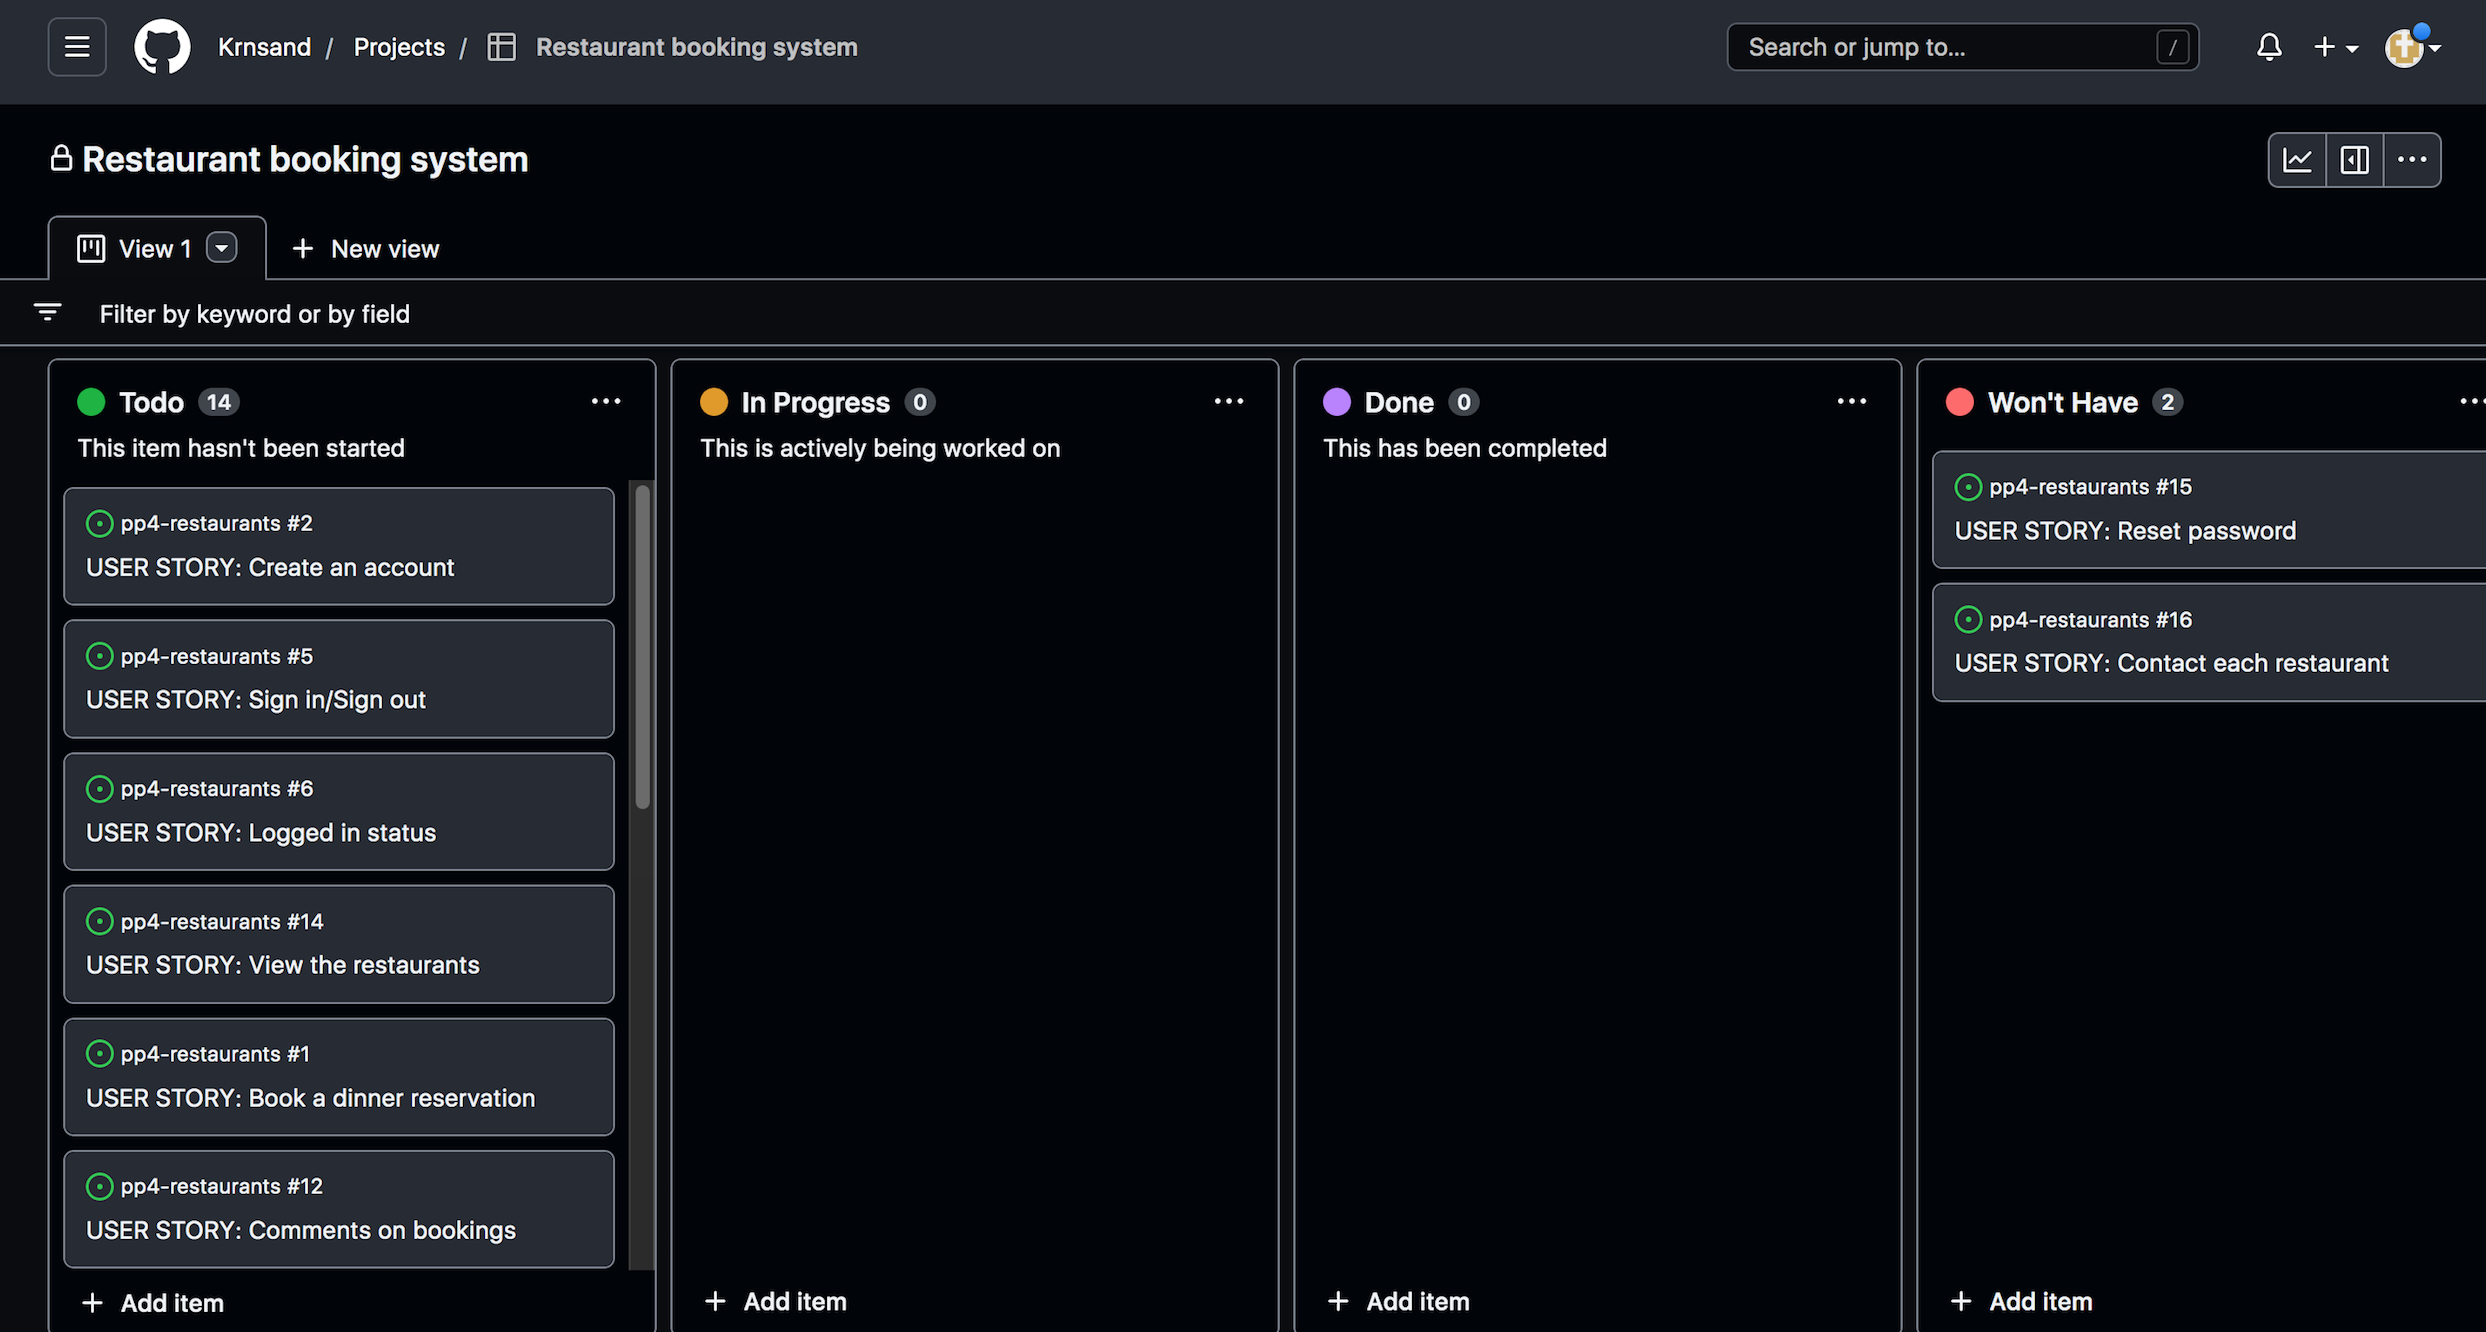 Krnsand / Projects / Restaurant booking system
Search or jump to... /
Restaurant booking system
View 1
New view
Filter by keyword or by field
Todo 14
This item hasn't been started
pp4-restaurants #2
USER STORY: Create an account
pp4-restaurants #5
USER STORY: Sign in/Sign out
pp4-restaurants #6
USER STORY: Logged in status
pp4-restaurants #14
USER STORY: View the restaurants
pp4-restaurants #1
USER STORY: Book a dinner reservation
pp4-restaurants #12
USER STORY: Comments on bookings
+ Add item
In Progress 0
This is actively being worked on
+ Add item
Done 0
This has been completed
+ Add item
Won't Have 2
pp4-restaurants #15
USER STORY: Reset password
pp4-restaurants #16
USER STORY: Contact each restaurant
+ Add item